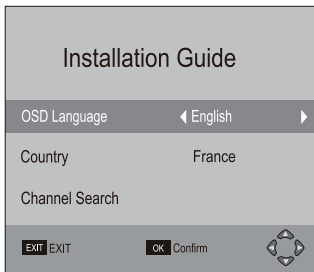 Installation Guide
OSD Language English
Country France
Channel Search
EXIT EXIT OK Confirm